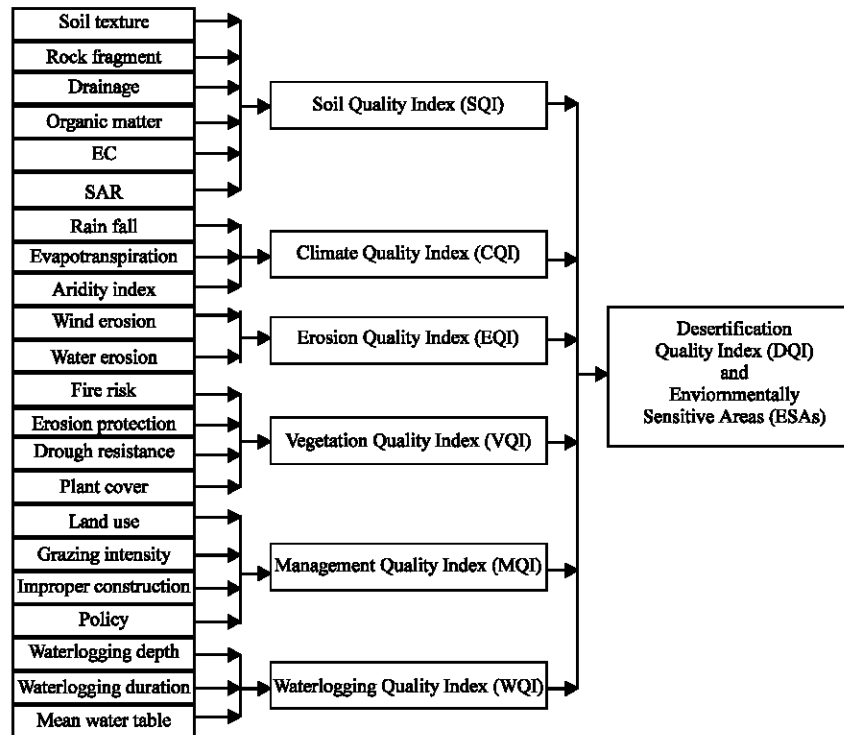 Soil texture
Rock fragment
Drainage
Organic matter
EC
SAR
Rain fall
Evapotranspiration
Aridity index
Wind erosion
Water erosion
Fire risk
Erosion protection
Drough resistance
Plant cover
Land use
Grazing intensity
Improper construction
Policy
Waterlogging depth
Waterlogging duration
Mean water table
Soil Quality Index (SQI)
Climate Quality Index (CQI)
Erosion Quality Index (EQI)
Vegetation Quality Index (VQI)
Management Quality Index (MQI)
Waterlogging Quality Index (WQI)
Desertification
Quality Index (DQI)
and
Enviornmentally
Sensitive Areas (ESAs)